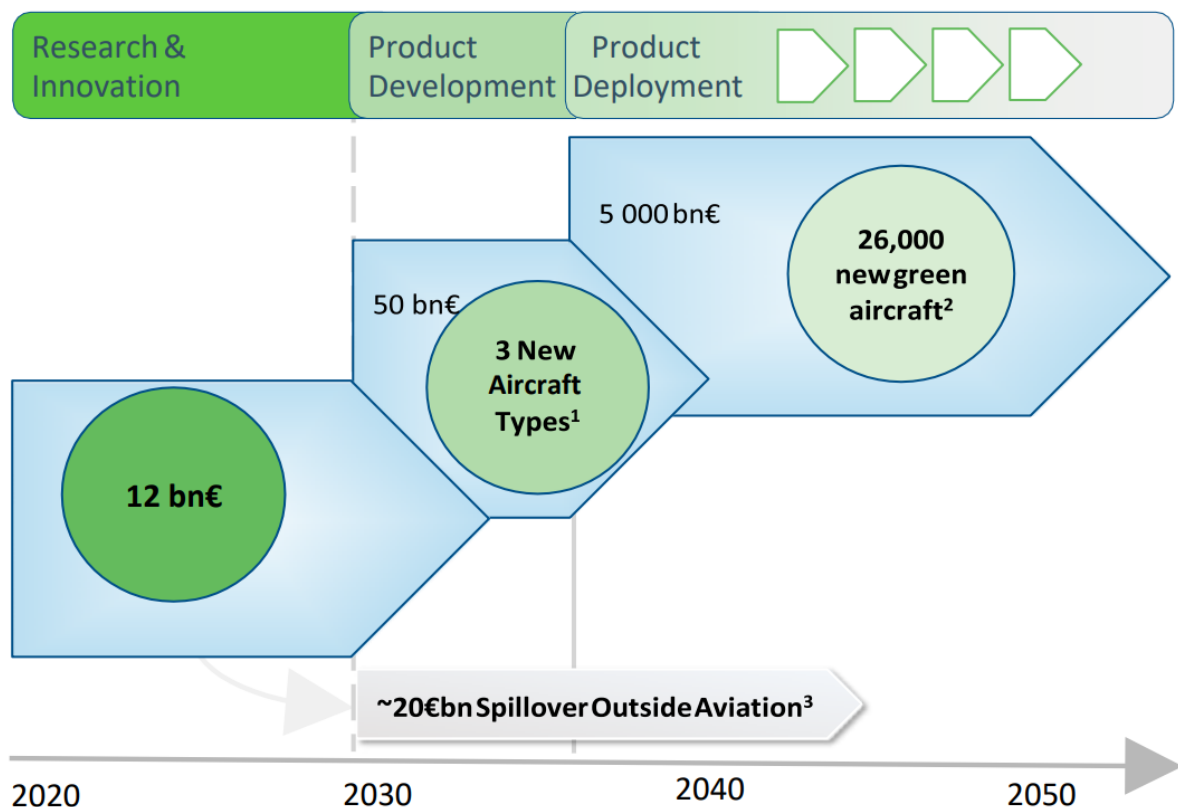 Research &
Innovation
Product
Development
Product
Deployment
5 000 bn€
26,000
new green
aircraft²
50 bn€
3 New
Aircraft
Types¹
12 bn€
~20€bn Spillover Outside Aviation³
2020
2030
2040
2050